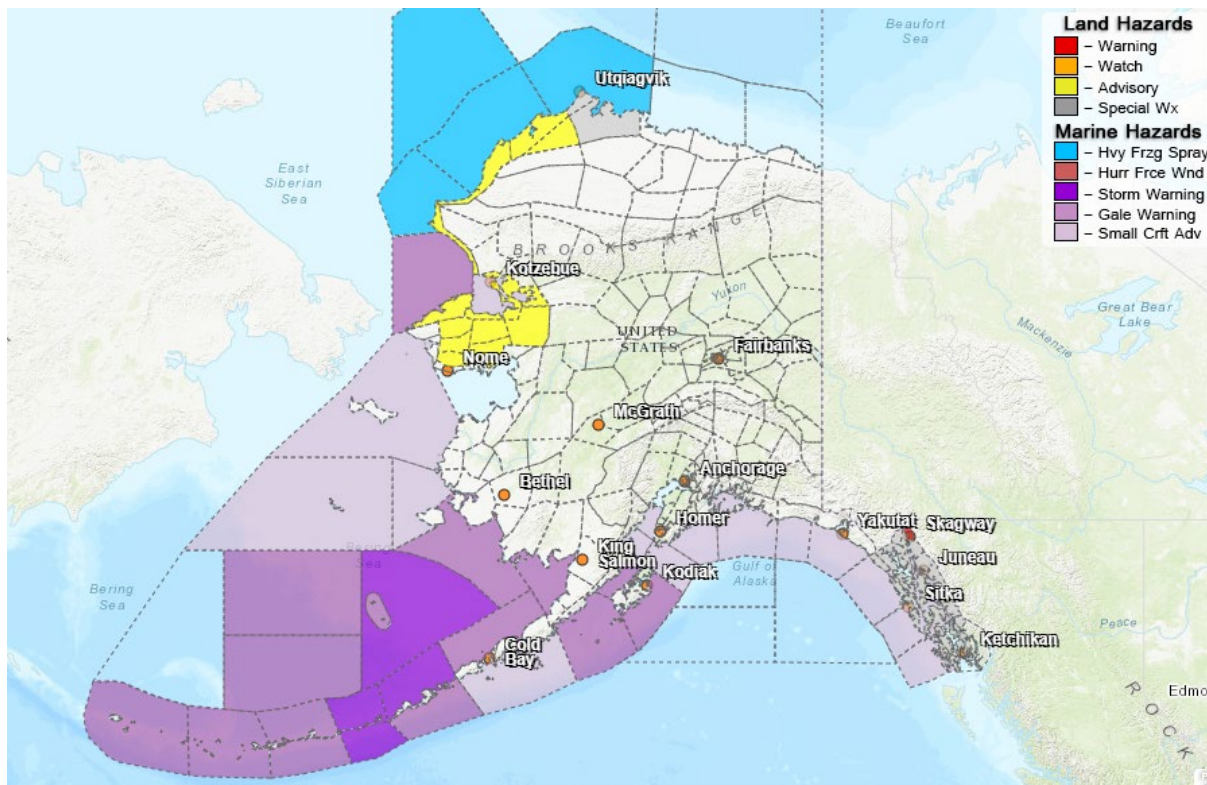 Beaufort
Sea
Land Hazards
– Warning
– Watch
– Advisory
– Special Wx
Marine Hazards
– Hvy Frzg Spray
– Hurr Frce Wnd
– Storm Warning
– Gale Warning
– Small Crft Adv
Utqiagvik
East
Siberian
Sea
BROOKS RANGE
Kotzebue
Yukon
Great Bear
Lake
Mackenzie
UNITED
STATES
Fairbanks
Nome
McGrath
Anchorage
Bethel
Homer
Yakutat
Skagway
King
Salmon
Juneau
Kodiak
Gulf of
Alaska
Sitka
Bering
Sea
Sea
Peace
Ketchikan
Cold
Bay
Edmo
ROCK